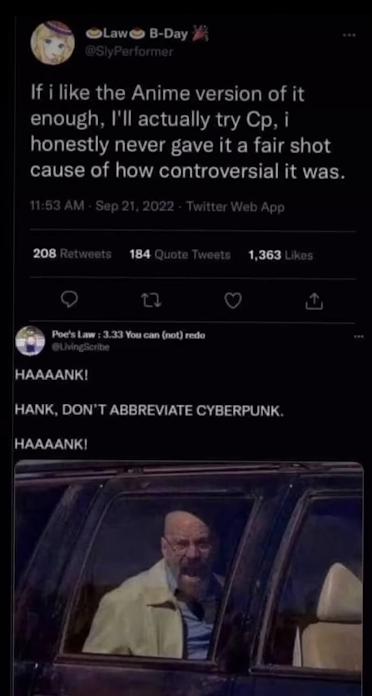 Law B-Day
@SlyPerformer
If i like the Anime version of it
enough, I'll actually try Cp, i
honestly never gave it a fair shot
cause of how controversial it was.
11:53 AM · Sep 21, 2022 · Twitter Web App
208 Retweets 184 Quote Tweets 1,363 Likes
Poe's Law : 3.33 You can (not) redo
@LivingScribe
HAAAANK!
HANK, DON'T ABBREVIATE CYBERPUNK.
HAAAANK!